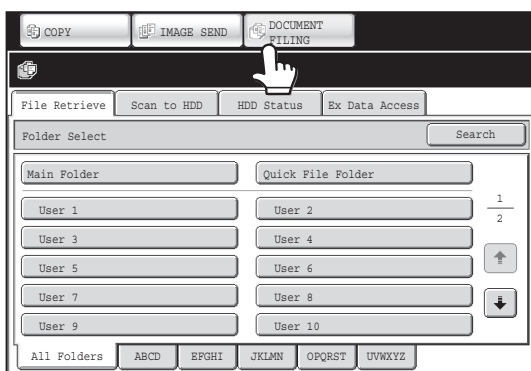 COPY IMAGE SEND DOCUMENT
FILING
File Retrieve Scan to HDD HDD Status Ex Data Access
Folder Select Search
Main Folder Quick File Folder
User 1 User 2
1
2
User 3 User 4
User 5 User 6
User 7 User 8
User 9 User 10
All Folders ABCD EFGHI JKLMN OPQRST UVWXYZ